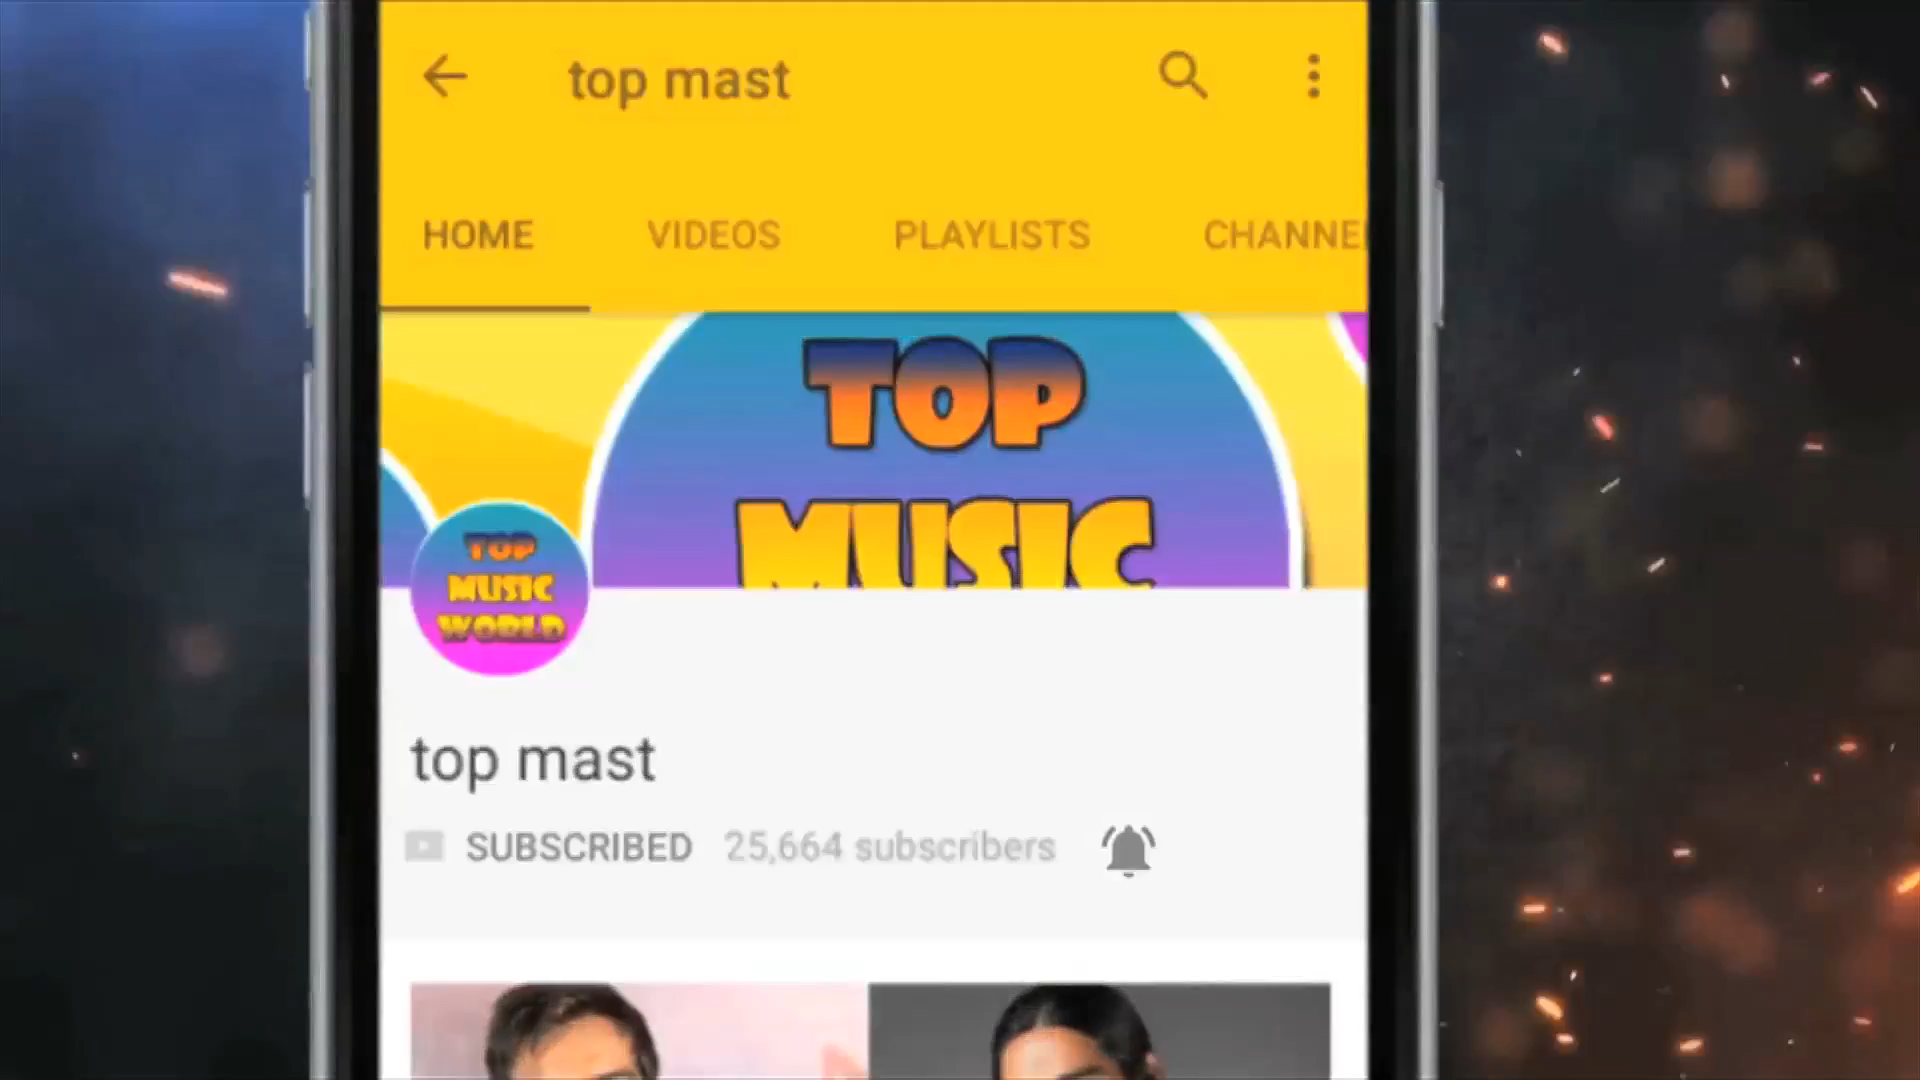 top mast
HOME VIDEOS PLAYLISTS CHANNE
TOP
MUSIC
TOP
MUSIC
WORLD
top mast
SUBSCRIBED 25,664 subscribers